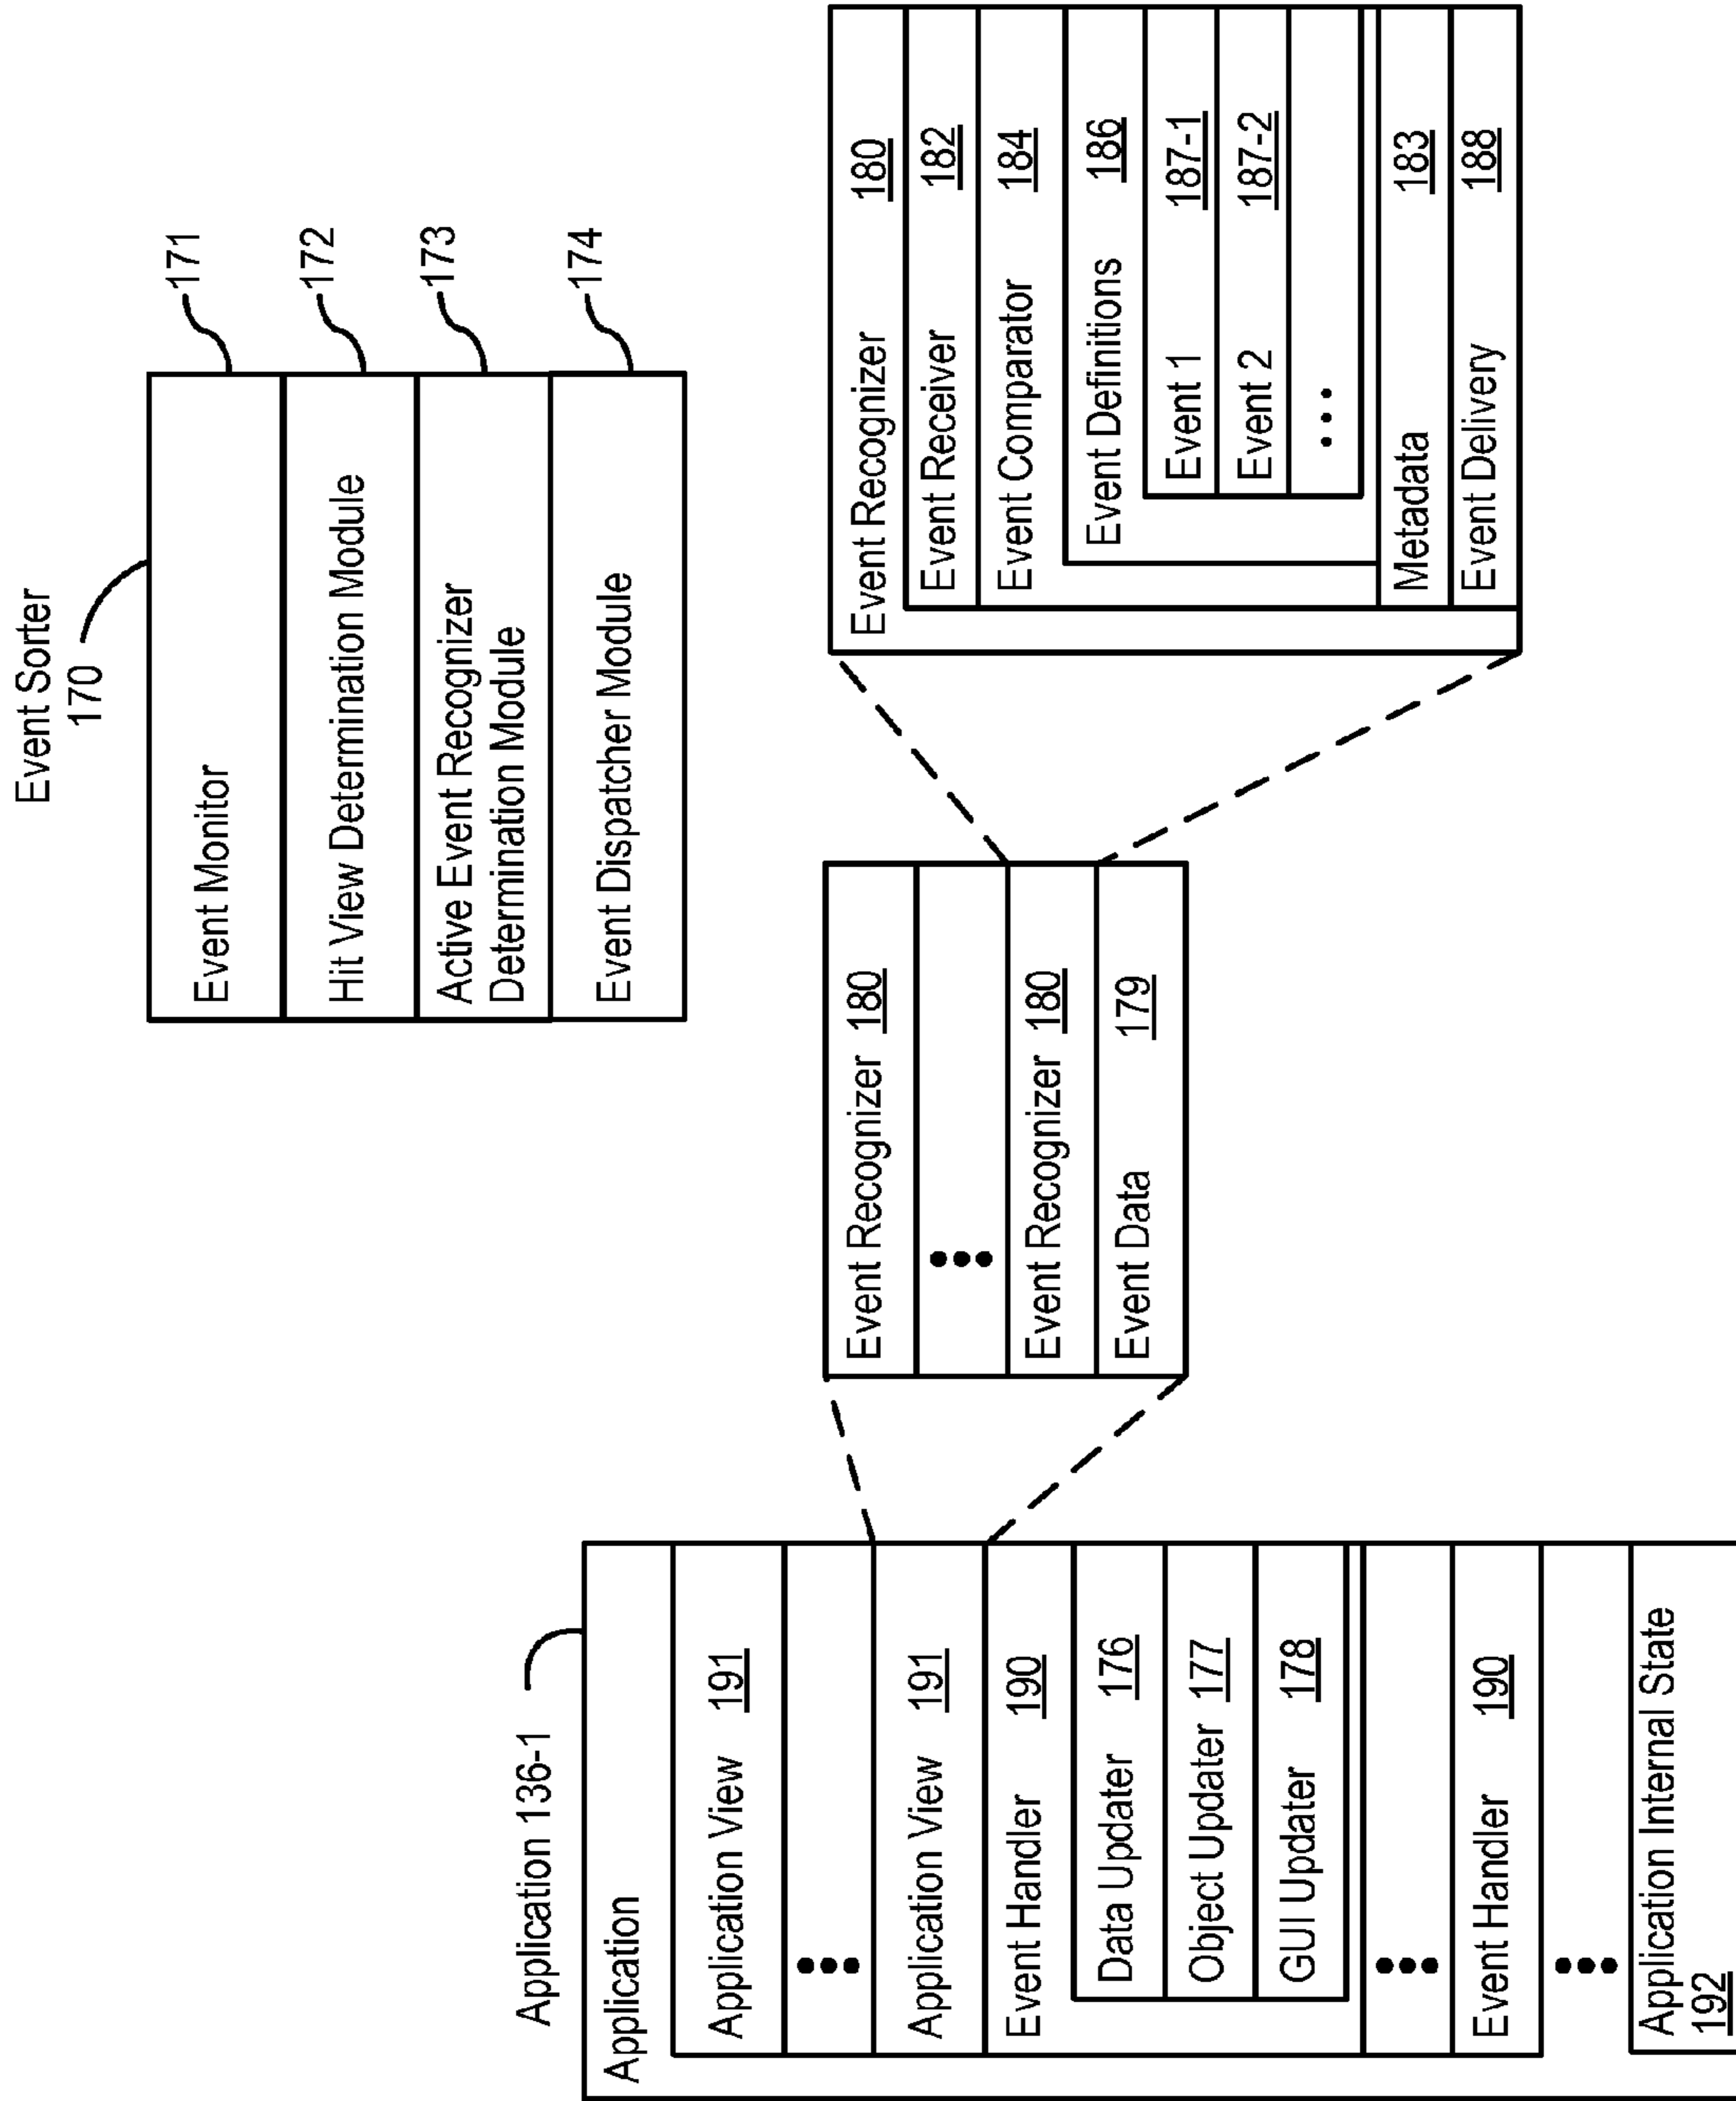 Event Sorter
170
Event Monitor
171
Hit View Determination Module
172
Active Event Recognizer
Determination Module
173
Event Dispatcher Module
174
Application 136-1
Application
Application View 191
•••
Application View 191
Event Handler 190
Data Updater 176
Object Updater 177
GUI Updater 178
•••
Event Handler 190
•••
Application Internal State
192
Event Recognizer 180
•••
Event Recognizer 180
Event Data 179
Event Recognizer 180
Event Receiver 182
Event Comparator 184
Event Definitions 186
Event 1 187-1
Event 2 187-2
•••
Metadata 183
Event Delivery 188